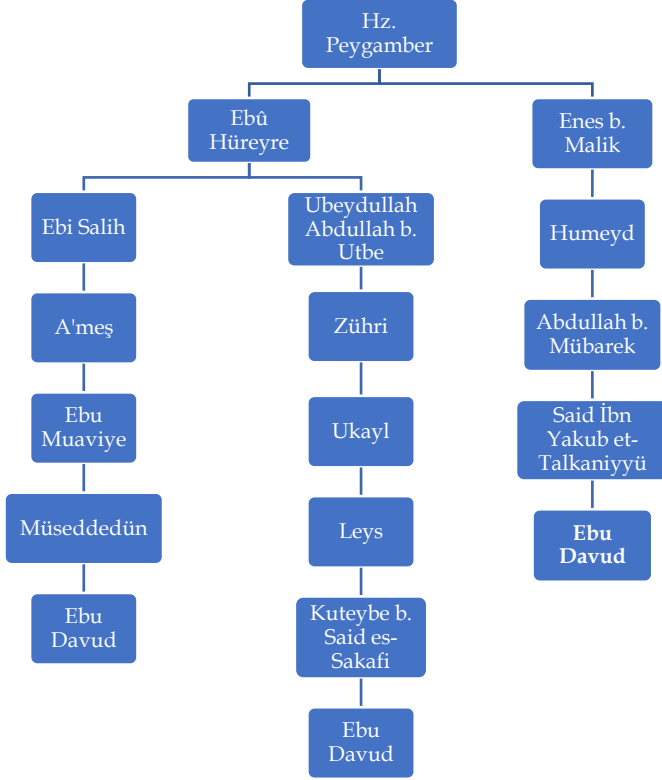 Hz.
Peygamber
Ebû
Hüreyre
Enes b.
Malik
Ebi Salih
Ubeydullah
Abdullah b.
Utbe
Humeyd
A'meş
Zühri
Abdullah b.
Mübarek
Ebu
Muaviye
Ukayl
Said İbn
Yakub et-
Talkaniyyü
Müseddedün
Leys
Ebu
Davud
Ebu
Davud
Kuteybe b.
Said es-
Sakafi
Ebu
Davud